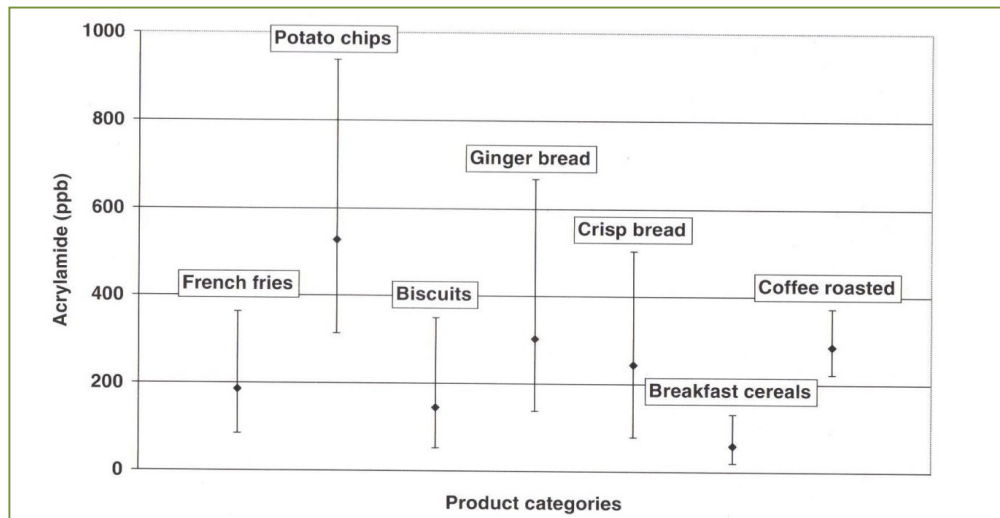 1000
800
600
400
200
0
Acrylamide (ppb)
Potato chips
Ginger bread
Crisp bread
French fries
Biscuits
Coffee roasted
Breakfast cereals
Product categories